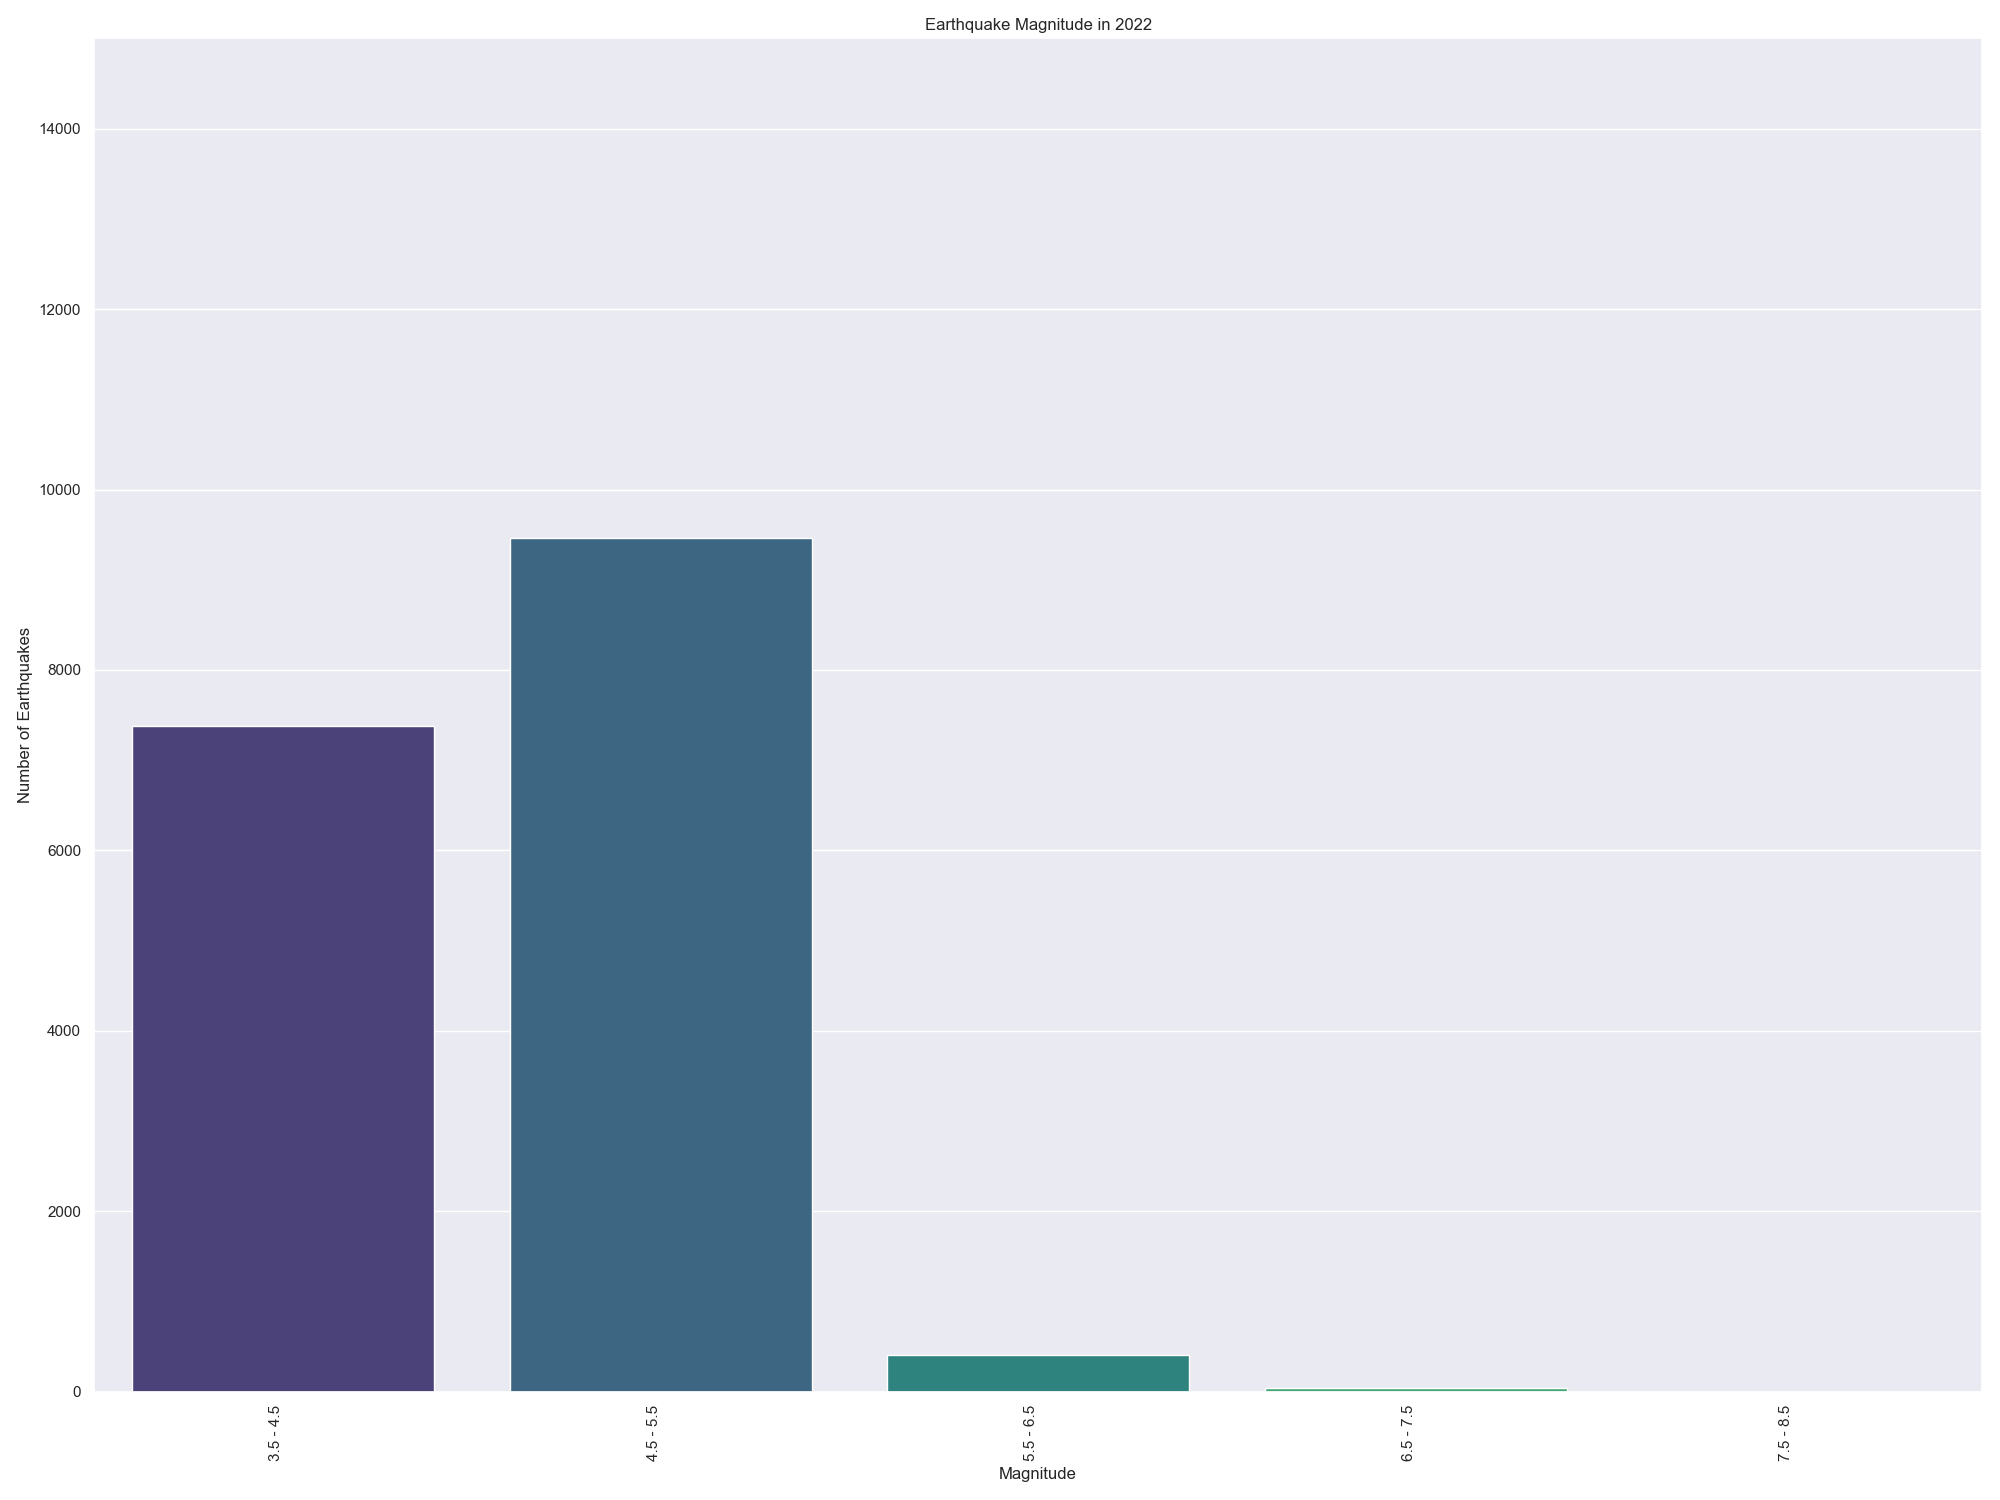 Earthquake Magnitude in 2022
14000
12000
10000
8000
6000
4000
2000
0
Number of Earthquakes
3.5 - 4.5
4.5 - 5.5
5.5 - 6.5
6.5 - 7.5
7.5 - 8.5
Magnitude